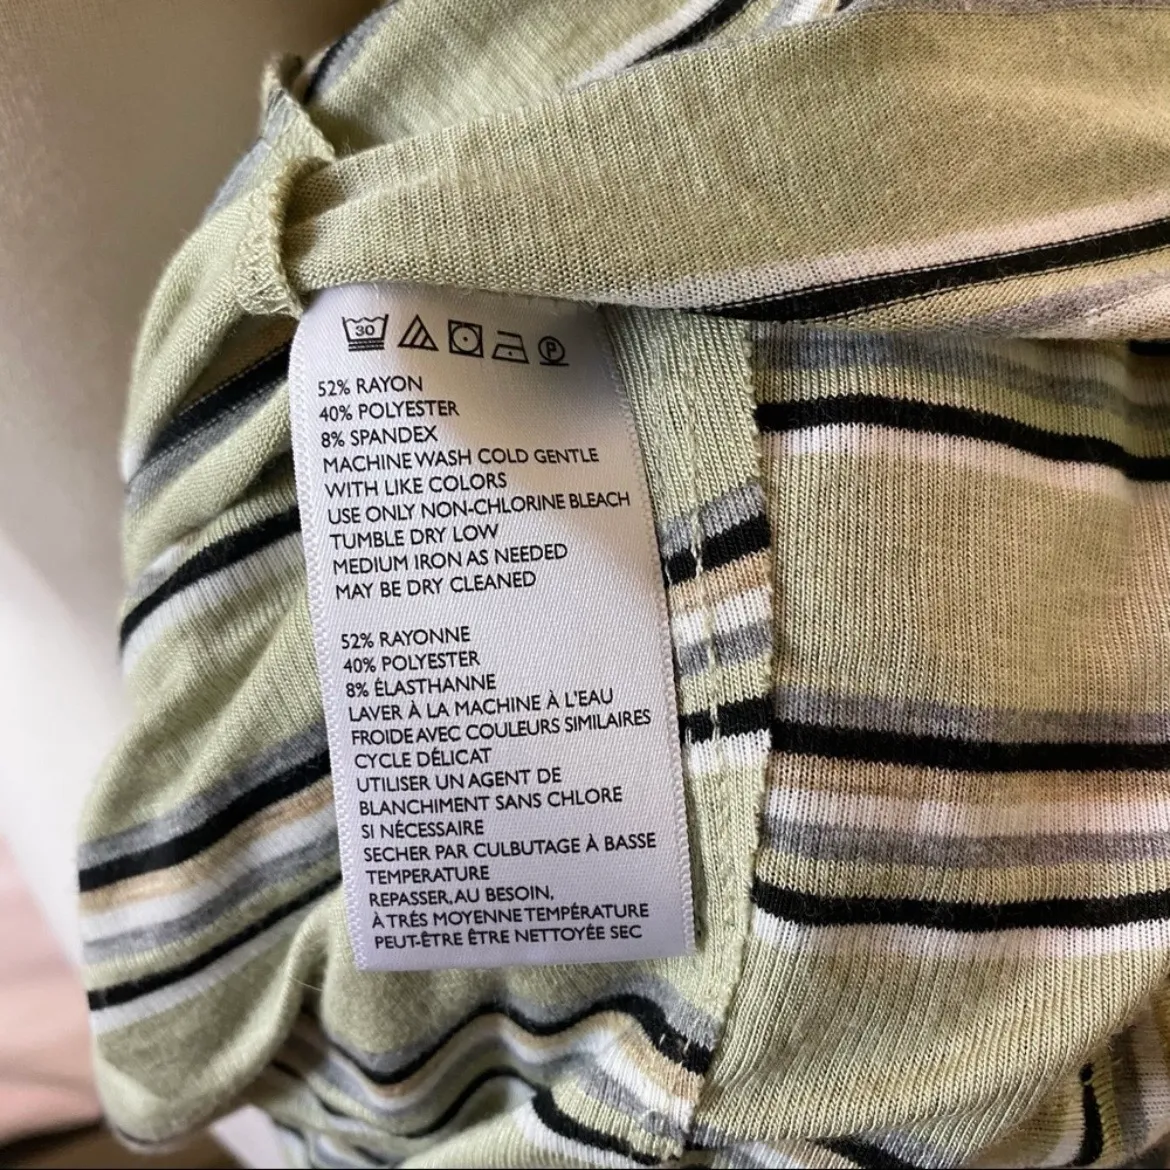 30 P
52% RAYON
40% POLYESTER
8% SPANDEX
MACHINE WASH COLD GENTLE
WITH LIKE COLORS
USE ONLY NON-CHLORINE BLEACH
TUMBLE DRY LOW
MEDIUM IRON AS NEEDED
MAY BE DRY CLEANED
52% RAYONNE
40% POLYESTER
8% ÉLASTHANNE
LAVER À LA MACHINE À L'EAU
FROIDE AVEC COULEURS SIMILAIRES
CYCLE DÉLICAT
UTILISER UN AGENT DE
BLANCHIMENT SANS CHLORE
SI NÉCESSAIRE
SECHER PAR CULBUTAGE À BASSE
TEMPERATURE
REPASSER, AU BESOIN,
À TRÉS MOYENNE TEMPÉRATURE
PEUT-ÊTRE ÊTRE NETTOYÉE SEC